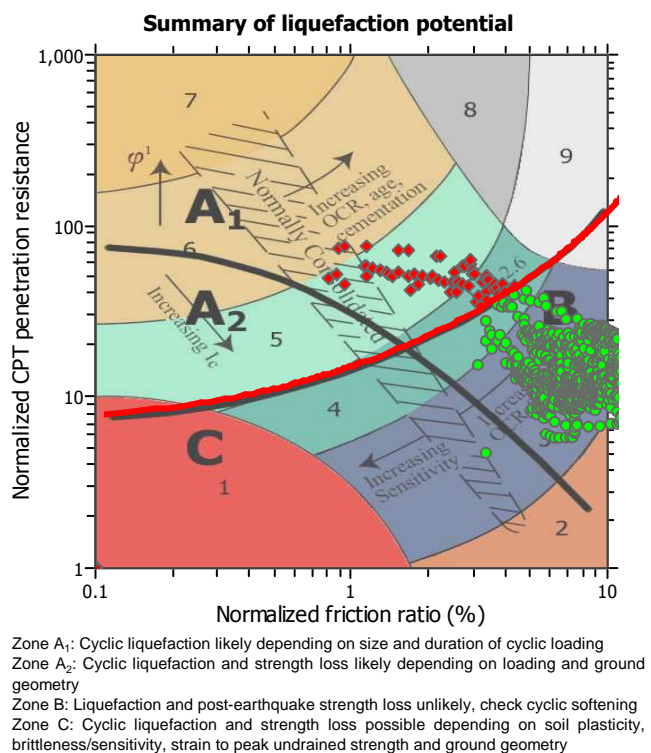 Summary of liquefaction potential
1,000
100
10
1
0.1
1
10
Normalized CPT penetration resistance
Normalized friction ratio (%)
7
8
9
φ¹
A₁
Normally Consolidated
Increasing
OCR, age,
cementation
6
A₂
Increasing Ic
5
2.6
B
4
C
1
Increasing
Sensitivity
Increas
OCR
3
2
Zone A₁: Cyclic liquefaction likely depending on size and duration of cyclic loading
Zone A₂: Cyclic liquefaction and strength loss likely depending on loading and ground
geometry
Zone B: Liquefaction and post-earthquake strength loss unlikely, check cyclic softening
Zone C: Cyclic liquefaction and strength loss possible depending on soil plasticity,
brittleness/sensitivity, strain to peak undrained strength and ground geometry